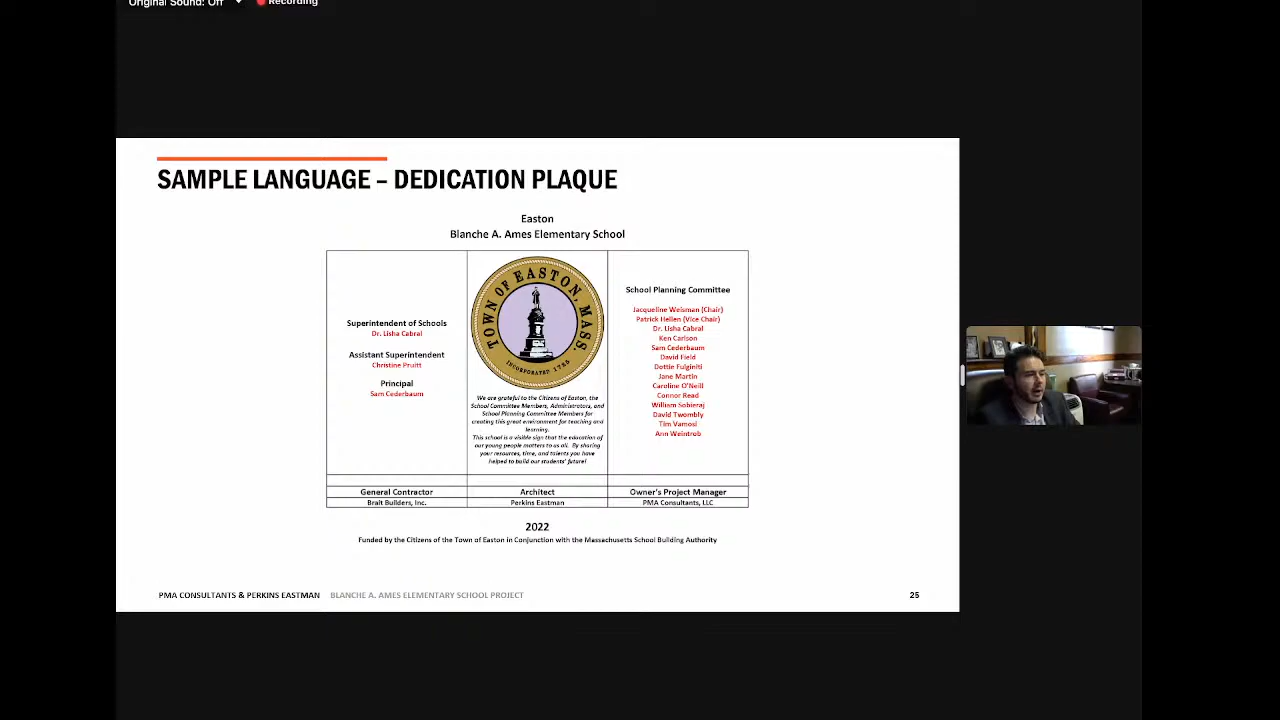 Original Sound: Off
Recording
SAMPLE LANGUAGE – DEDICATION PLAQUE
Easton
Blanche A. Ames Elementary School
Superintendent of Schools
Dr. Lisha Cabral
Assistant Superintendent
Christine Pruitt
Principal
Sam Cederbaum
TOWN OF EASTON, MASS.
INCORPORATED 1725
We are grateful to the Citizens of Easton, the
School Committee Members, Administrators, and
School Planning Committee Members for
creating this great environment for teaching and
learning.
This school is a visible sign that the education of
our young people matters to us all. By sharing
your resources, time, and talents you have
helped to build our students' future!
School Planning Committee
Jacqueline Weisman (Chair)
Patrick Hellen (Vice Chair)
Dr. Lisha Cabral
Ken Carlson
Sam Cederbaum
David Field
Dottie Fulginiti
Jane Martin
Caroline O'Neill
Connor Read
William Sobieraj
David Twombly
Tim Vamosi
Ann Weintrob
General Contractor
Brait Builders, Inc.
Architect
Perkins Eastman
Owner's Project Manager
PMA Consultants, LLC
2022
Funded by the Citizens of the Town of Easton in Conjunction with the Massachusetts School Building Authority
PMA CONSULTANTS & PERKINS EASTMAN BLANCHE A. AMES ELEMENTARY SCHOOL PROJECT
25